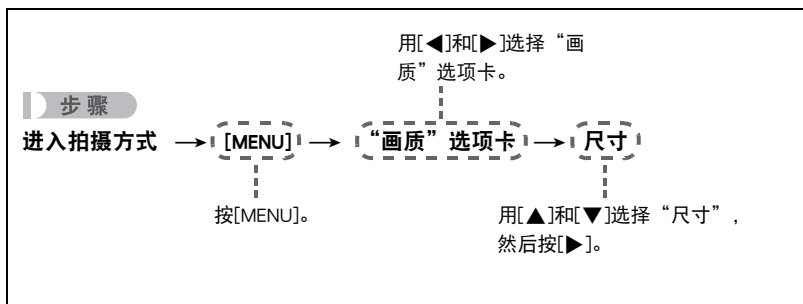 用[◀]和[▶]选择“画
质”选项卡。
步骤
进入拍摄方式 → [MENU] → “画质”选项卡 → 尺寸
按[MENU]。
用[▲]和[▼]选择“尺寸”,
然后按[▶]。